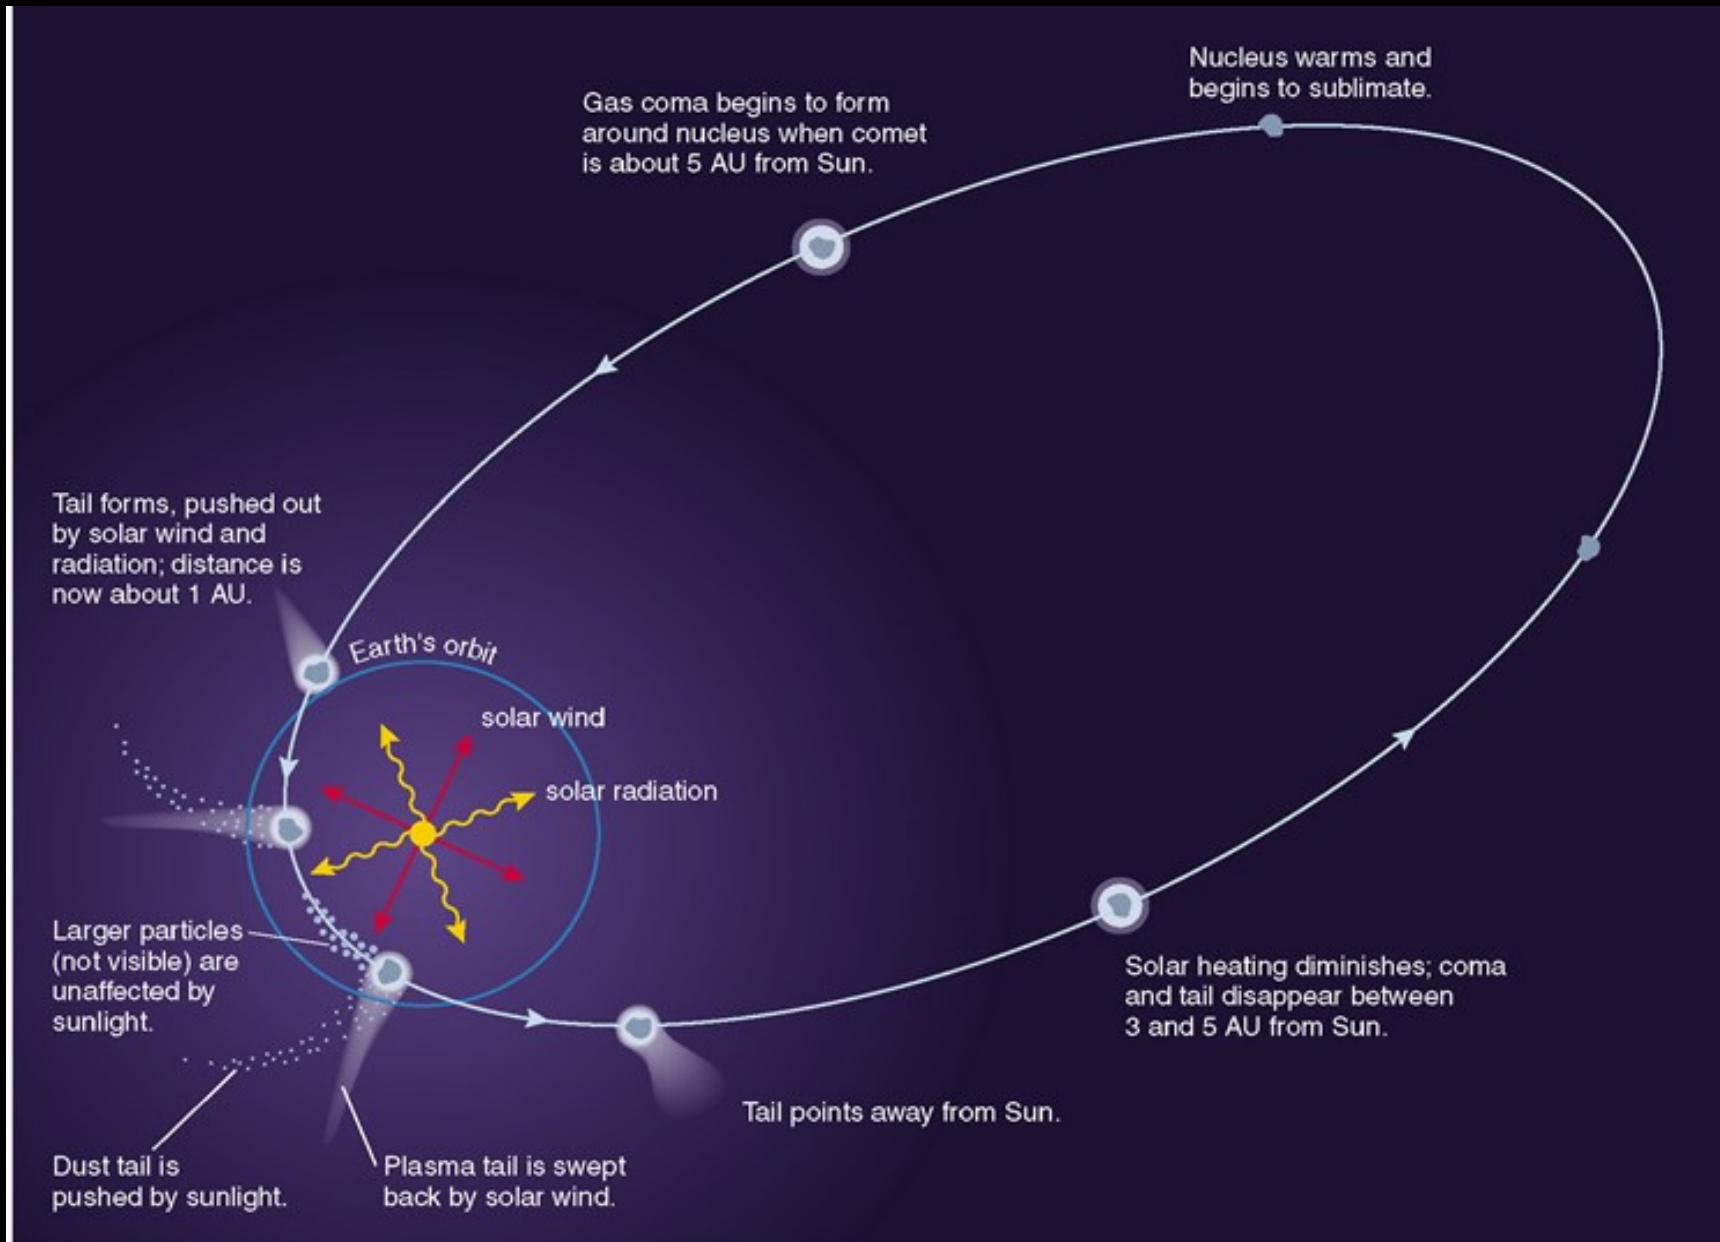 Nucleus warms and
begins to sublimate.
Gas coma begins to form
around nucleus when comet
is about 5 AU from Sun.
Tail forms, pushed out
by solar wind and
radiation; distance is
now about 1 AU.
Earth's orbit
solar wind
solar radiation
Larger particles
(not visible) are
unaffected by
sunlight.
Solar heating diminishes; coma
and tail disappear between
3 and 5 AU from Sun.
Tail points away from Sun.
Dust tail is
pushed by sunlight.
Plasma tail is swept
back by solar wind.